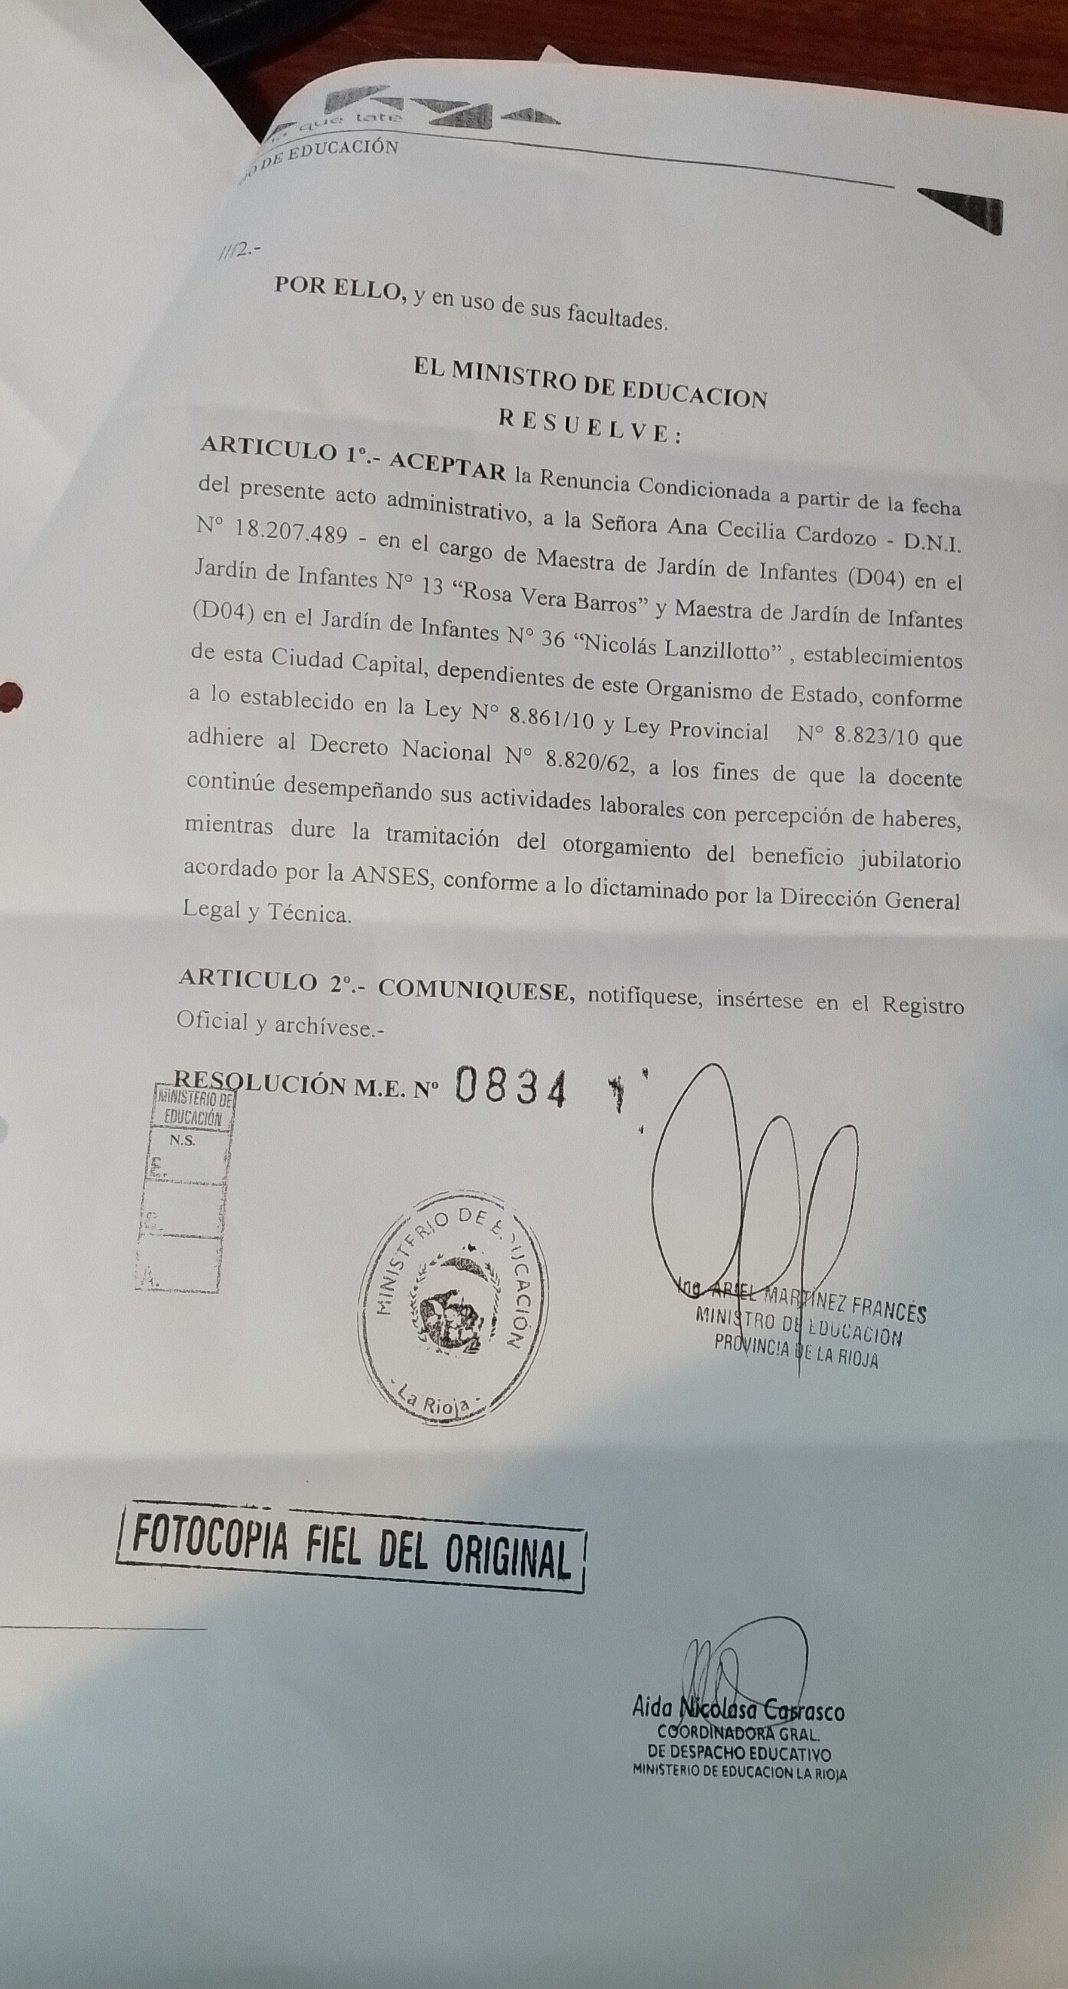 que late
DE EDUCACIÓN
///2.-
POR ELLO, y en uso de sus facultades.
EL MINISTRO DE EDUCACION
R E S U E L V E :
ARTICULO 1º.- ACEPTAR la Renuncia Condicionada a partir de la fecha
del presente acto administrativo, a la Señora Ana Cecilia Cardozo - D.N.I.
N° 18.207.489 - en el cargo de Maestra de Jardín de Infantes (D04) en el
Jardín de Infantes N° 13 “Rosa Vera Barros” y Maestra de Jardín de Infantes
(D04) en el Jardín de Infantes N° 36 “Nicolás Lanzillotto” , establecimientos
de esta Ciudad Capital, dependientes de este Organismo de Estado, conforme
a lo establecido en la Ley N° 8.861/10 y Ley Provincial N° 8.823/10 que
adhiere al Decreto Nacional N° 8.820/62, a los fines de que la docente
continúe desempeñando sus actividades laborales con percepción de haberes,
mientras dure la tramitación del otorgamiento del beneficio jubilatorio
acordado por la ANSES, conforme a lo dictaminado por la Dirección General
Legal y Técnica.
ARTICULO 2º.- COMUNIQUESE, notifíquese, insértese en el Registro
Oficial y archívese.-
RESOLUCIÓN M.E. Nº 0834
MINISTERIO DE
EDUCACIÓN
N.S.
E.
C.
A.
MINISTERIO DE EDUCACIÓN
- La Rioja -
Ing. ARIEL MARTÍNEZ FRANCÉS
MINISTRO DE EDUCACIÓN
PROVINCIA DE LA RIOJA
FOTOCOPIA FIEL DEL ORIGINAL
Aida Nicolasa Carrasco
COORDINADORA GRAL.
DE DESPACHO EDUCATIVO
MINISTERIO DE EDUCACION LA RIOJA